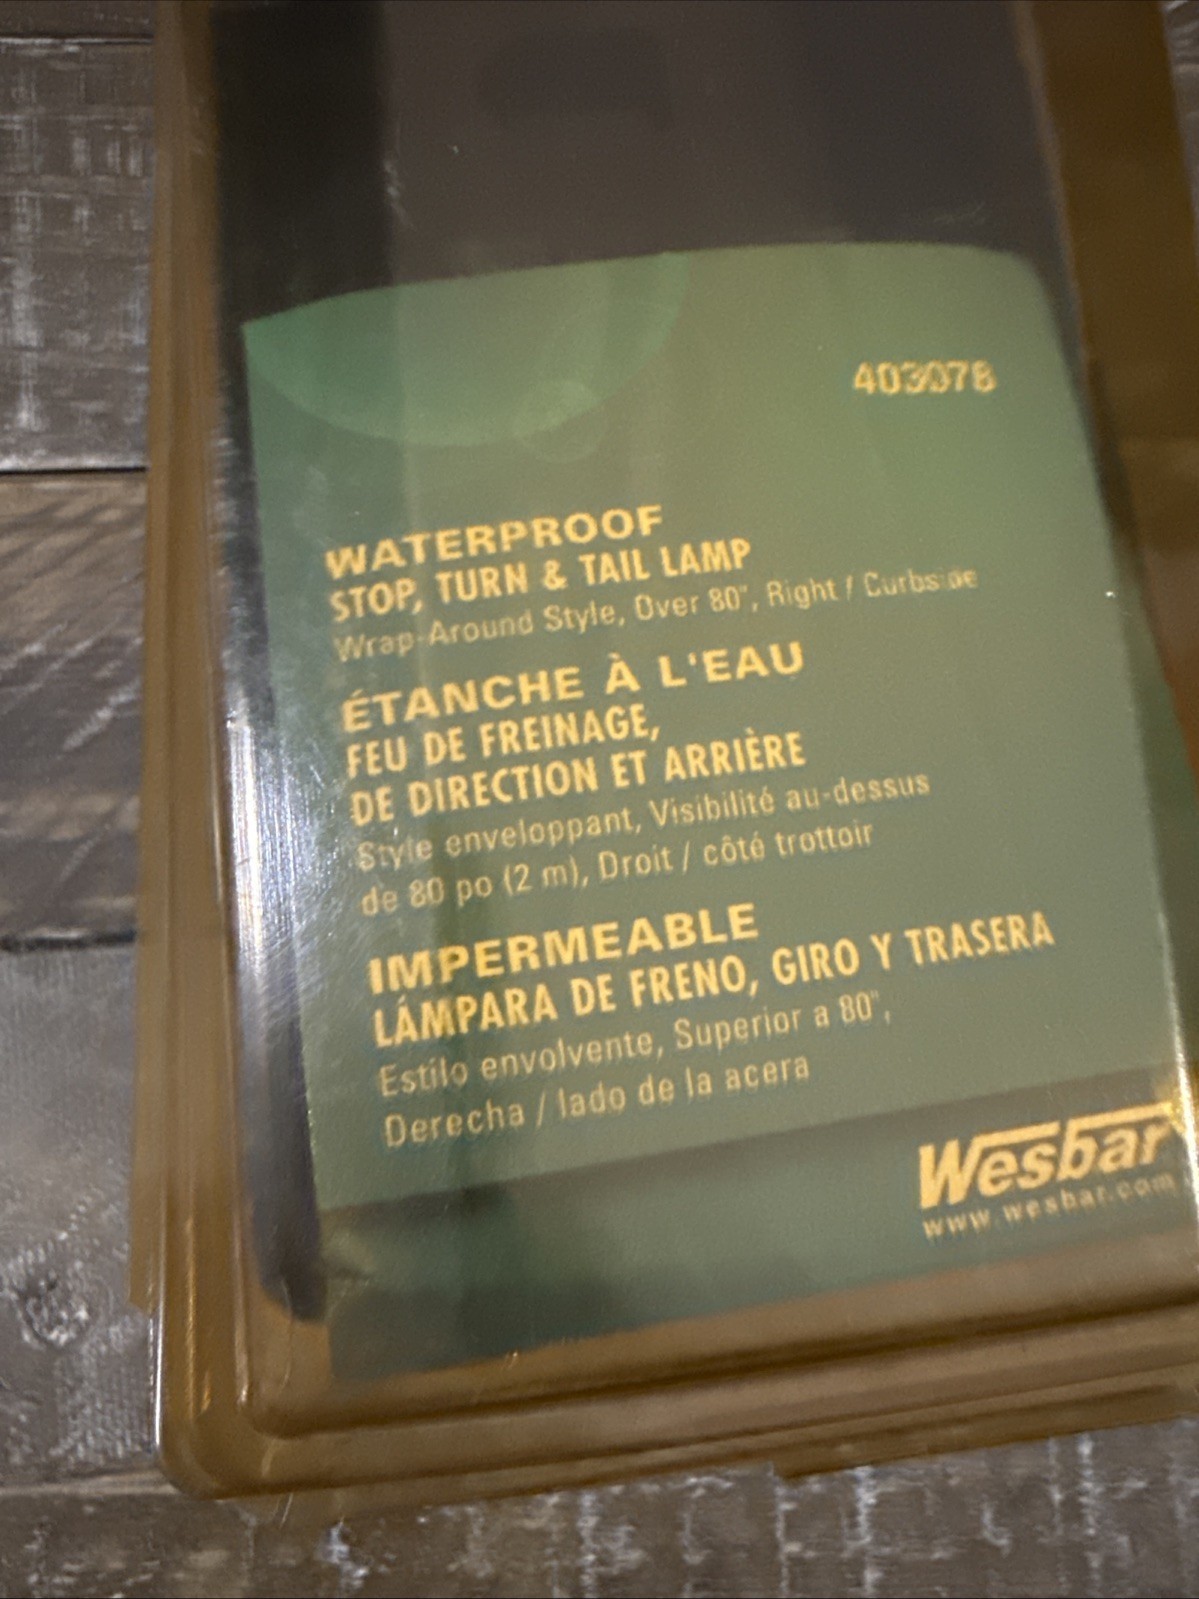 403078
WATERPROOF
STOP, TURN & TAIL LAMP
Wrap-Around Style, Over 80", Right / Curbside
ÉTANCHE À L'EAU
FEU DE FREINAGE,
DE DIRECTION ET ARRIÈRE
Style enveloppant, Visibilité au-dessus
de 80 po (2 m), Droit / côté trottoir
IMPERMEABLE
LÁMPARA DE FRENO, GIRO Y TRASERA
Estilo envolvente, Superior a 80",
Derecha / lado de la acera
Wesbar
www.wesbar.com